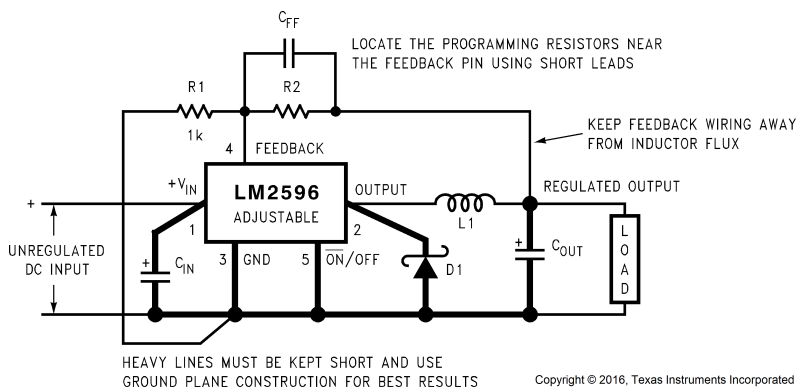 CFF
LOCATE THE PROGRAMMING RESISTORS NEAR
THE FEEDBACK PIN USING SHORT LEADS
R1
R2
1k
4
FEEDBACK
KEEP FEEDBACK WIRING AWAY
FROM INDUCTOR FLUX
+VIN
LM2596
ADJUSTABLE
OUTPUT
REGULATED OUTPUT
+
1
2
L1
UNREGULATED
DC INPUT
+
CIN
3
GND
5
ON/OFF
D1
+
COUT
LOAD
HEAVY LINES MUST BE KEPT SHORT AND USE
GROUND PLANE CONSTRUCTION FOR BEST RESULTS
Copyright © 2016, Texas Instruments Incorporated